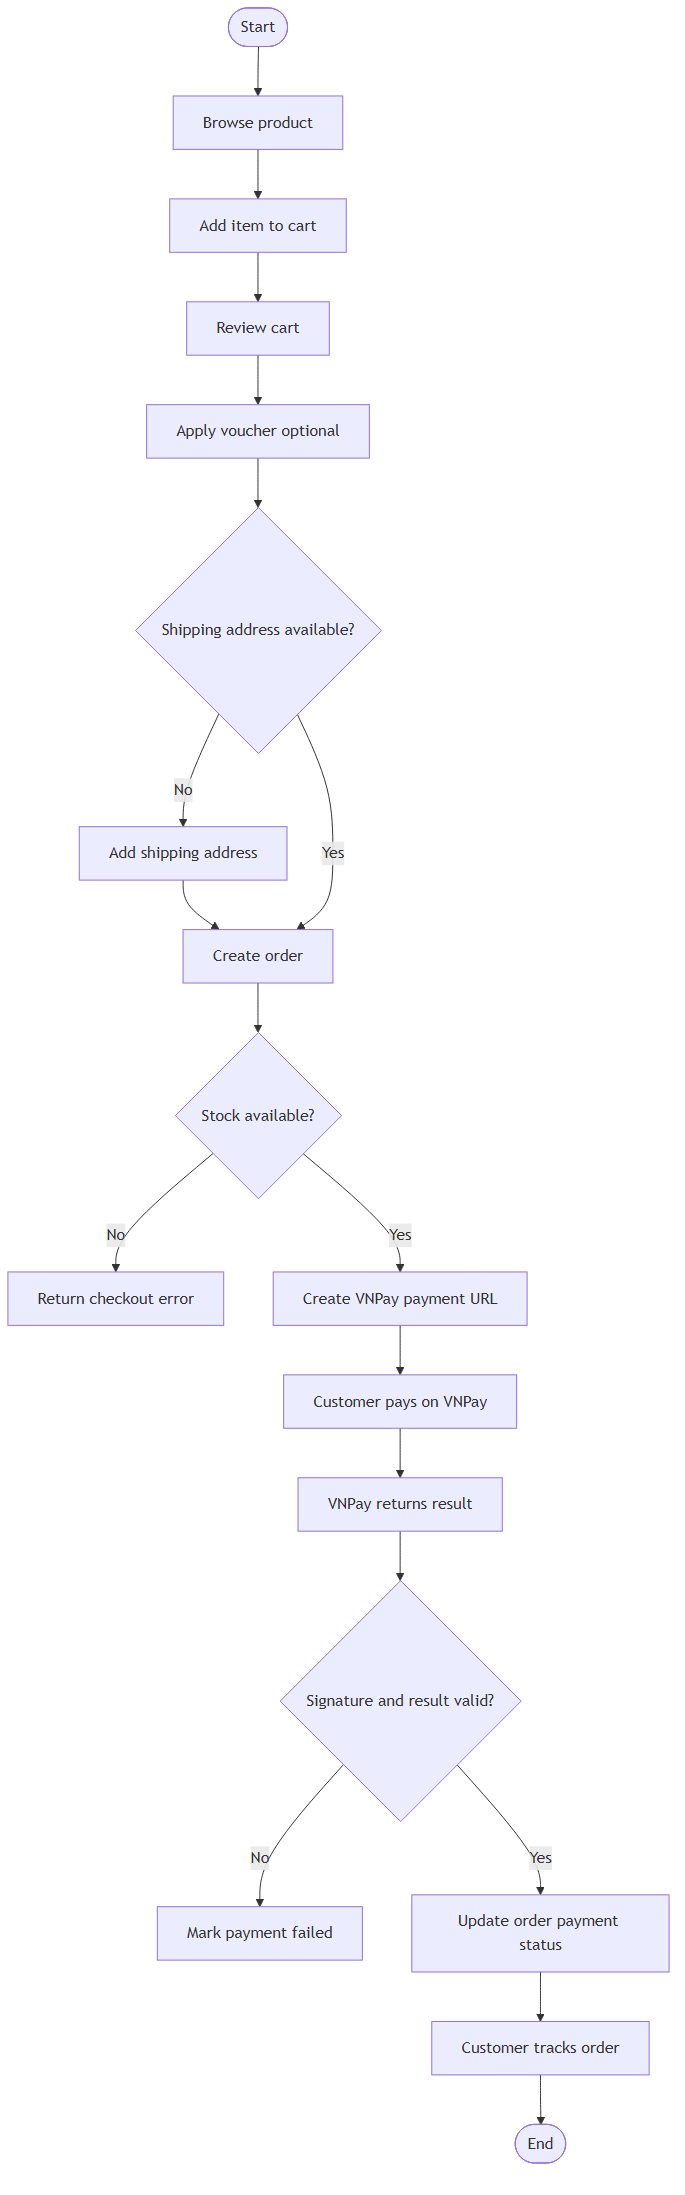 Start
Browse product
Add item to cart
Review cart
Apply voucher optional
Shipping address available?
No
Yes
Add shipping address
Create order
Stock available?
No
Yes
Return checkout error
Create VNPay payment URL
Customer pays on VNPay
VNPay returns result
Signature and result valid?
No
Yes
Mark payment failed
Update order payment
status
Customer tracks order
End